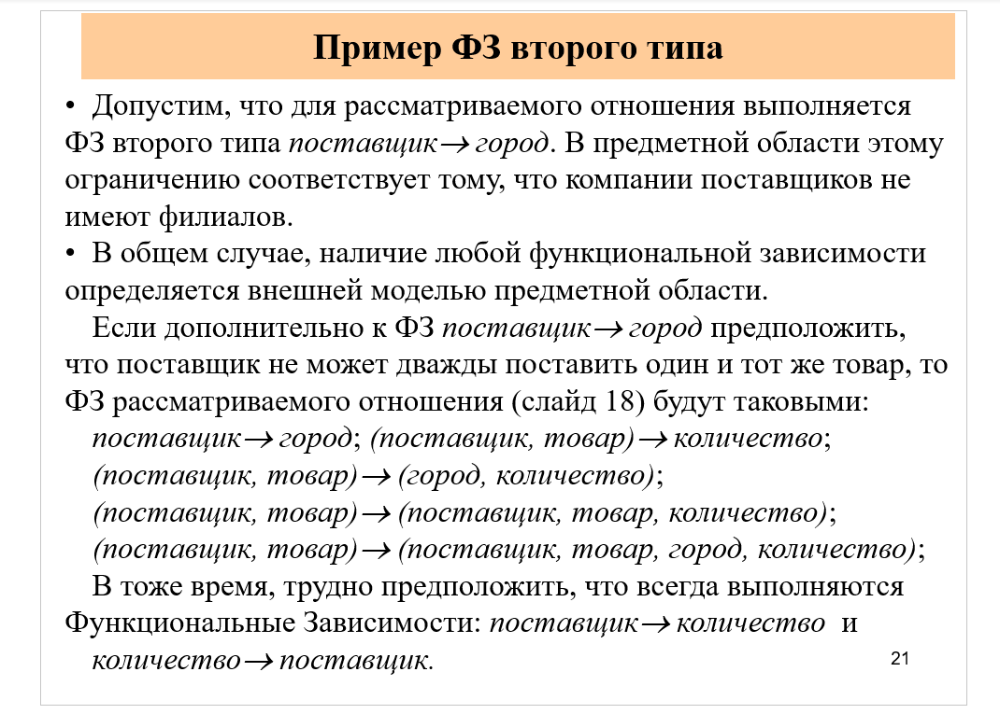 Пример ФЗ второго типа
• Допустим, что для рассматриваемого отношения выполняется
ФЗ второго типа поставщик→ город. В предметной области этому
ограничению соответствует тому, что компании поставщиков не
имеют филиалов.
• В общем случае, наличие любой функциональной зависимости
определяется внешней моделью предметной области.
Если дополнительно к ФЗ поставщик→ город предположить,
что поставщик не может дважды поставить один и тот же товар, то
ФЗ рассматриваемого отношения (слайд 18) будут таковыми:
поставщик→ город; (поставщик, товар)→ количество;
(поставщик, товар)→ (город, количество);
(поставщик, товар)→ (поставщик, товар, количество);
(поставщик, товар)→ (поставщик, товар, город, количество);
В тоже время, трудно предположить, что всегда выполняются
Функциональные Зависимости: поставщик→ количество и
количество→ поставщик.
21